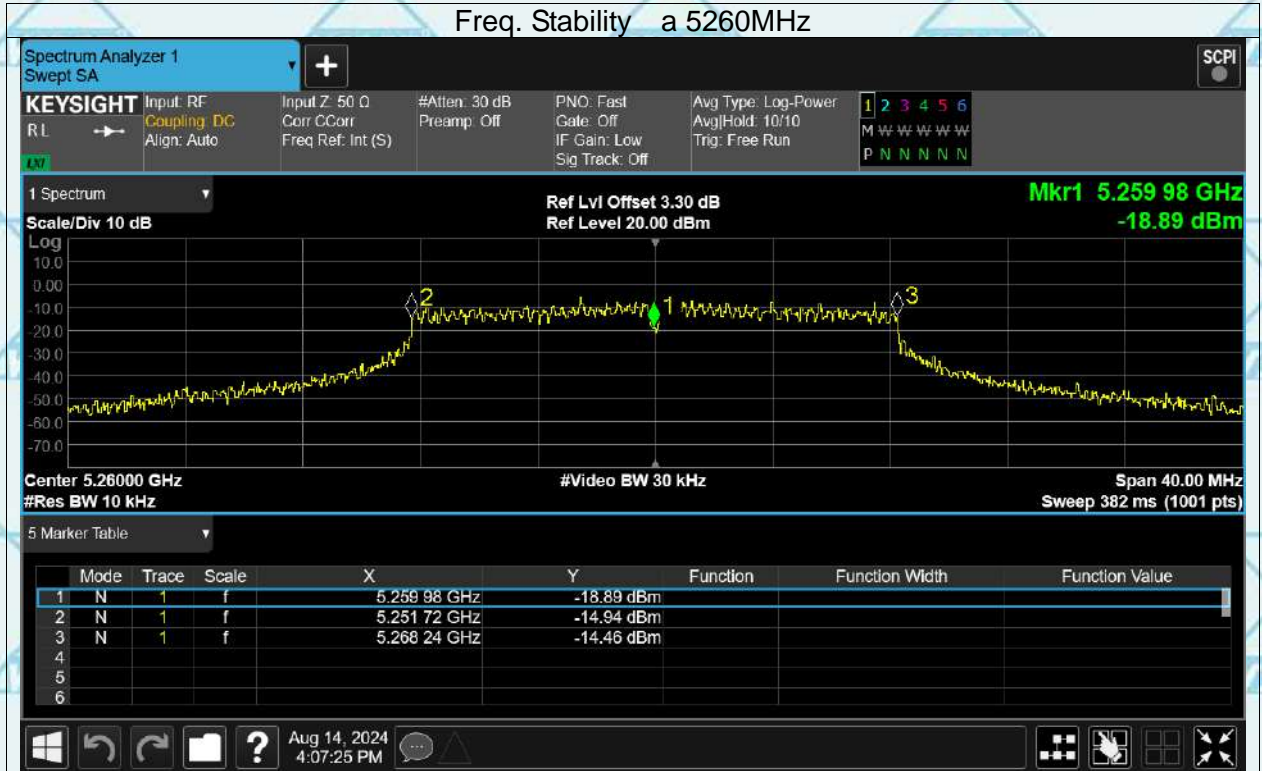 Freq. Stability a 5260MHz
Spectrum Analyzer 1
Swept SA
+
SCPI
KEYSIGHT
RL
LXI
Input: RF
Coupling: DC
Align: Auto
Input Z: 50 Ω
Corr CCorr
Freq Ref: Int (S)
#Atten: 30 dB
Preamp: Off
PNO: Fast
Gate: Off
IF Gain: Low
Sig Track: Off
Avg Type: Log-Power
Avg|Hold: 10/10
Trig: Free Run
1 2 3 4 5 6
M W W W W W
P N N N N N
1 Spectrum
Scale/Div 10 dB
Ref Lvl Offset 3.30 dB
Ref Level 20.00 dBm
Mkr1 5.259 98 GHz
-18.89 dBm
Log
10.0
0.00
-10.0
-20.0
-30.0
-40.0
-50.0
-60.0
-70.0
2
1
3
Center 5.26000 GHz
#Video BW 30 kHz
Span 40.00 MHz
#Res BW 10 kHz
Sweep 382 ms (1001 pts)
5 Marker Table
Mode Trace Scale X Y Function Function Width Function Value
1 N 1 f 5.259 98 GHz -18.89 dBm
2 N 1 f 5.251 72 GHz -14.94 dBm
3 N 1 f 5.268 24 GHz -14.46 dBm
4
5
6
?
Aug 14, 2024
4:07:25 PM